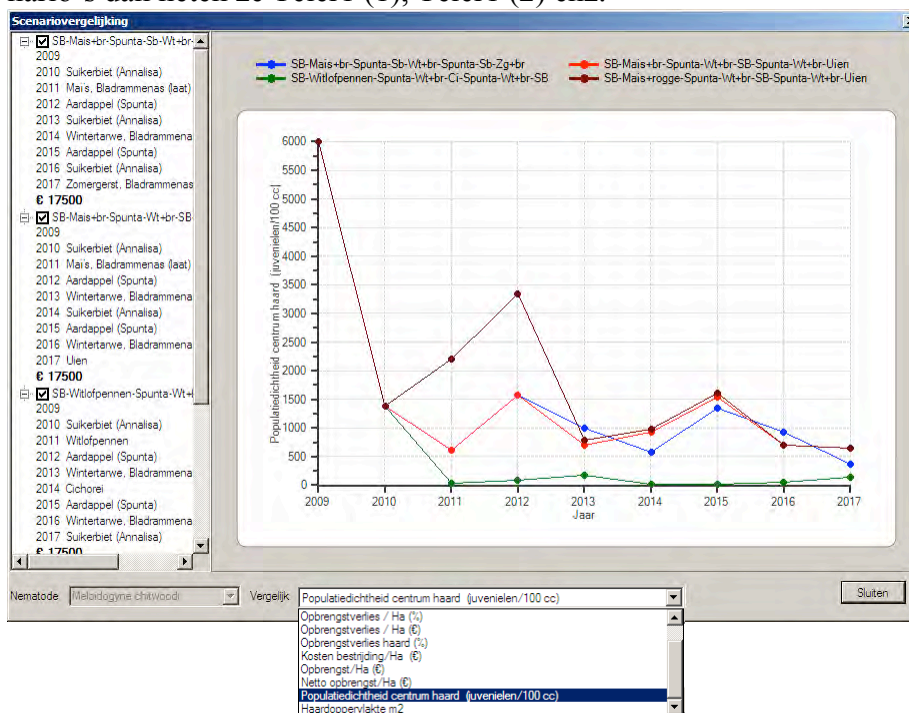 Scenariovergelijking
SB-Mais+br-Spunta-Sb-Wt+br-
2009
2010 Suikerbiet (Annalisa)
2011 Maïs, Bladrammenas (laat)
2012 Aardappel (Spunta)
2013 Suikerbiet (Annalisa)
2014 Wintertarwe, Bladrammena
2015 Aardappel (Spunta)
2016 Suikerbiet (Annalisa)
2017 Zomergerst, Bladrammenas
€ 17500
SB-Mais+br-Spunta-Wt+br-SB
2009
2010 Suikerbiet (Annalisa)
2011 Maïs, Bladrammenas (laat)
2012 Aardappel (Spunta)
2013 Wintertarwe, Bladrammena
2014 Suikerbiet (Annalisa)
2015 Aardappel (Spunta)
2016 Wintertarwe, Bladrammena
2017 Uien
€ 17500
SB-Witlofpennen-Spunta-Wt+l
2009
2010 Suikerbiet (Annalisa)
2011 Witlofpennen
2012 Aardappel (Spunta)
2013 Wintertarwe, Bladrammena
2014 Cichorei
2015 Aardappel (Spunta)
2016 Wintertarwe, Bladrammena
2017 Suikerbiet (Annalisa)
€ 17500
SB-Mais+br-Spunta-Sb-Wt+br-Spunta-Sb-Zg+br
SB-Mais+br-Spunta-Wt+br-SB-Spunta-Wt+br-Uien
SB-Witlofpennen-Spunta-Wt+br-Ci-Spunta-Wt+br-SB
SB-Mais+rogge-Spunta-Wt+br-SB-Spunta-Wt+br-Uien
Populatiedichtheid centrum haard (juvenielen/100 cc)
6000
5500
5000
4500
4000
3500
3000
2500
2000
1500
1000
500
0
2009 2010 2011 2012 2013 2014 2015 2016 2017
Jaar
Nematode Meloidogyne chitwoodi Vergelijk Populatiedichtheid centrum haard (juvenielen/100 cc) Sluiten
Opbrengstverlies / Ha (%)
Opbrengstverlies / Ha (€)
Opbrengstverlies haard (%)
Kosten bestrijding/Ha (€)
Opbrengst/Ha (€)
Netto opbrengst/Ha (€)
Populatiedichtheid centrum haard (juvenielen/100 cc)
Haardoppervlakte m2